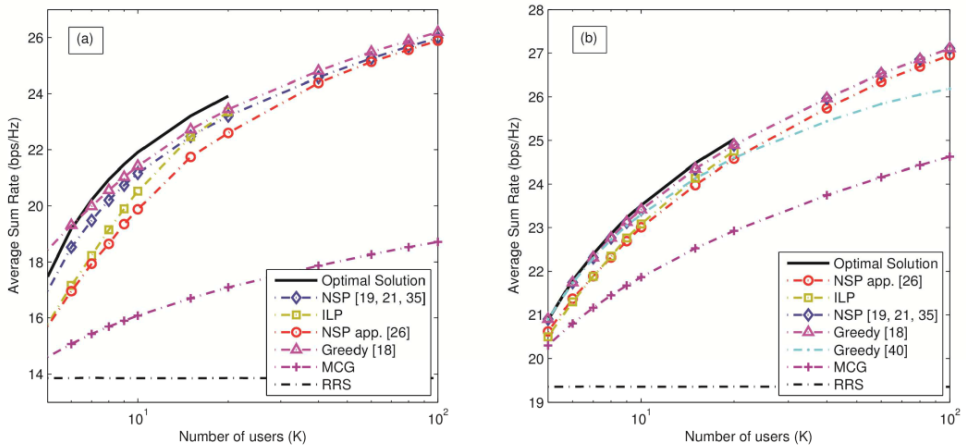 (a)
Average Sum Rate (bps/Hz)
26
24
22
20
18
16
14
10^1
10^2
Number of users (K)
Optimal Solution
NSP [19, 21, 35]
ILP
NSP app. [26]
Greedy [18]
MCG
RRS
(b)
Average Sum Rate (bps/Hz)
28
27
26
25
24
23
22
21
20
19
10^1
10^2
Number of users (K)
Optimal Solution
NSP app. [26]
ILP
NSP [19, 21, 35]
Greedy [18]
Greedy [40]
MCG
RRS